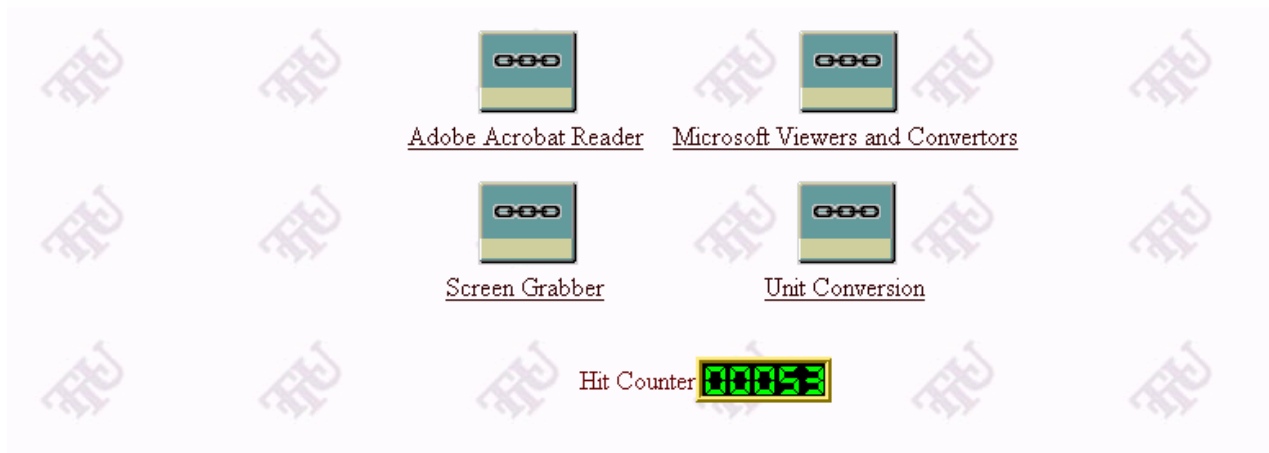 Adobe Acrobat Reader Microsoft Viewers and Convertors
Screen Grabber Unit Conversion
Hit Counter 00053